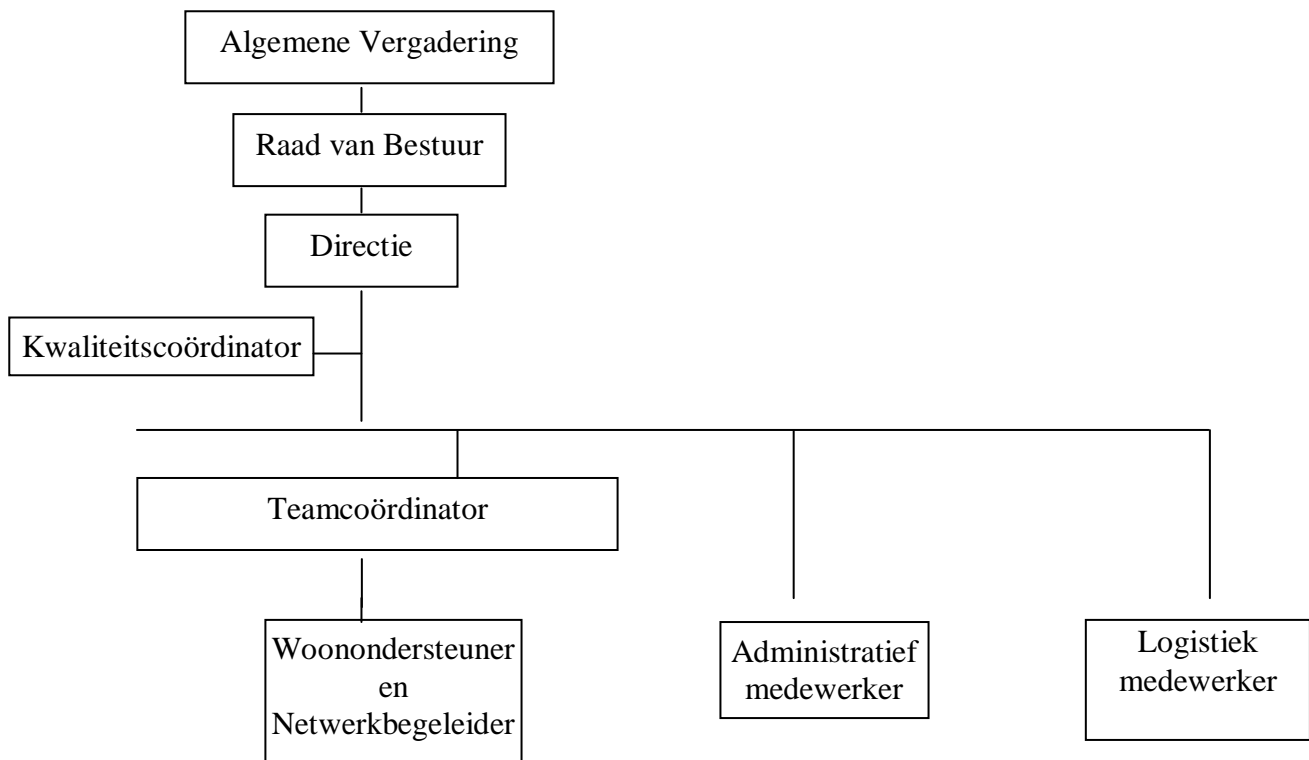 Algemene Vergadering
Raad van Bestuur
Directie
Kwaliteitscoördinator
Teamcoördinator
Woonondersteuner
en
Netwerkbegeleider
Administratief
medewerker
Logistiek
medewerker